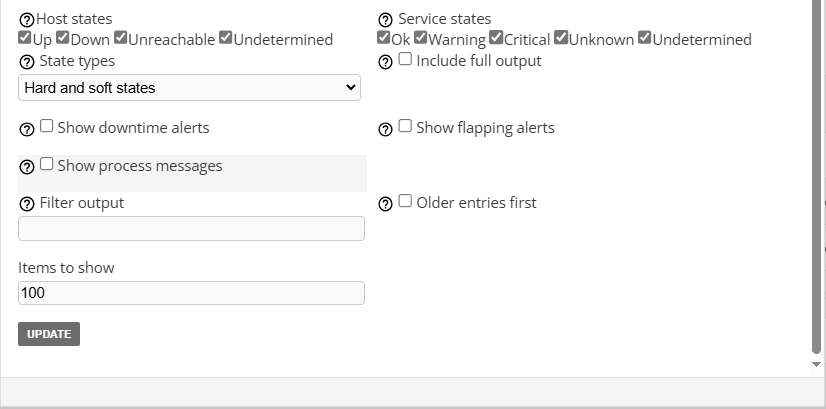 Host states
Service states
Up Down Unreachable Undetermined
Ok Warning Critical Unknown Undetermined
State types
Include full output
Hard and soft states
Show downtime alerts
Show flapping alerts
Show process messages
Filter output
Older entries first
Items to show
100
UPDATE